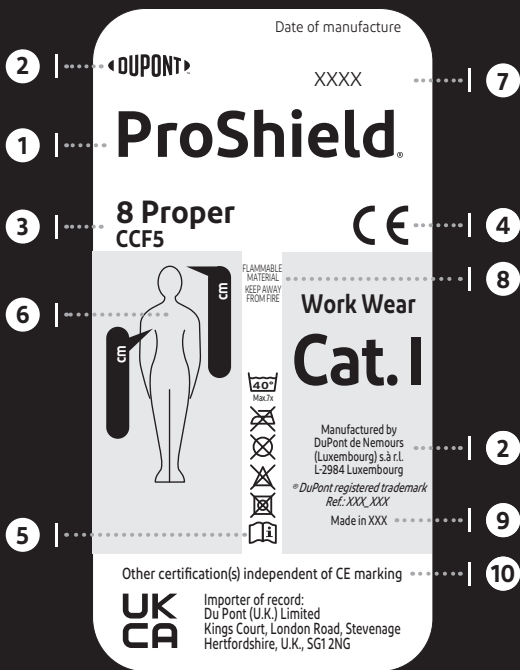 Date of manufacture
2
DUPONT™
XXXX
7
1
ProShield®
3
8 Proper
CCF5
CE
4
FLAMMABLE
MATERIAL
KEEP AWAY
FROM FIRE
8
6
cm
cm
Work Wear
Cat. I
40°
Max.7x
Manufactured by
DuPont de Nemours
(Luxembourg) s.à r.l.
L-2984 Luxembourg
2
® DuPont registered trademark
Ref.: XXX_XXX
5
i
Made in XXX
9
Other certification(s) independent of CE marking
10
UK
CA
Importer of record:
Du Pont (U.K.) Limited
Kings Court, London Road, Stevenage
Hertfordshire, U.K., SG1 2NG